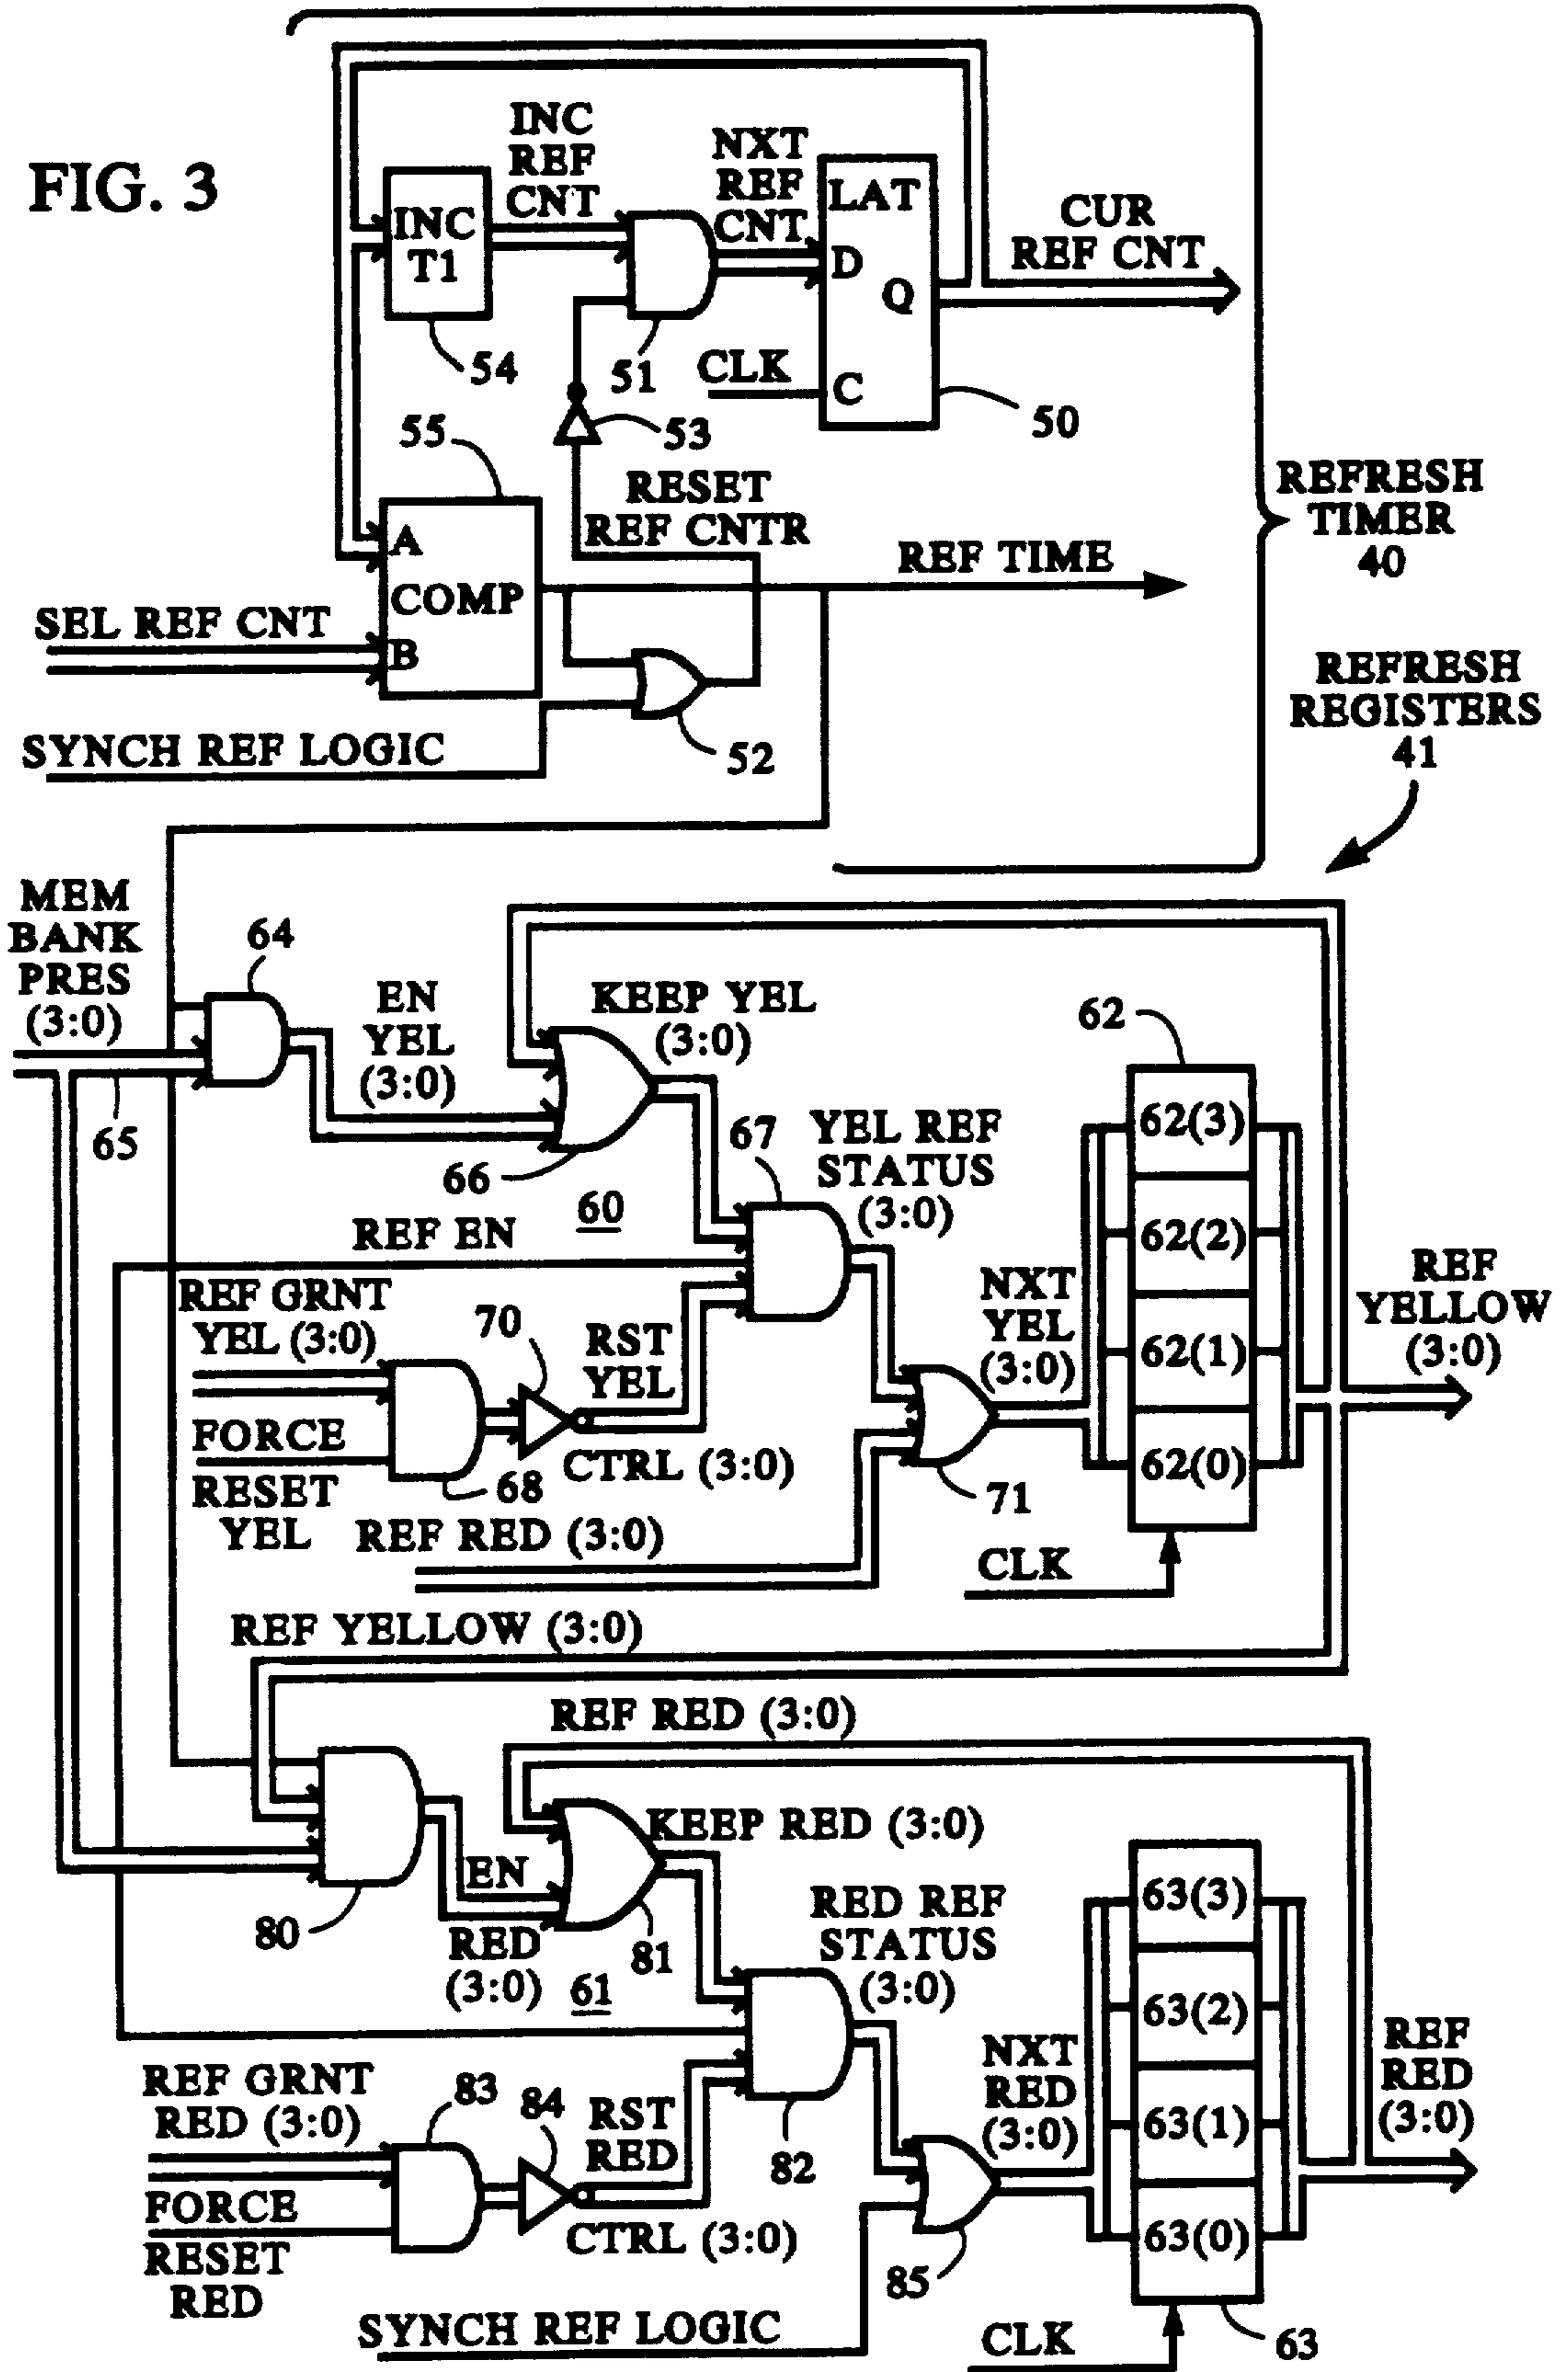 FIG. 3
INC
REF
CNT
NXT
REF
CNT
LAT
D
Q
C
CUR
REF CNT
INC
T1
54
51
CLK
50
53
55
RESET
REF CNTR
REFRESH
TIMER
40
A
COMP
B
REF TIME
SEL REF CNT
SYNCH REF LOGIC
52
REFRESH
REGISTERS
41
MEM
BANK
PRES
(3:0)
64
EN
YEL
(3:0)
KEEP YEL
(3:0)
62
65
66
67
YEL REF
STATUS
(3:0)
62(3)
62(2)
62(1)
62(0)
60
REF EN
REF GRNT
YEL (3:0)
70
RST
YEL
NXT
YEL
(3:0)
REF
YELLOW
(3:0)
FORCE
RESET
YEL
68
CTRL (3:0)
71
REF RED (3:0)
CLK
REF YELLOW (3:0)
REF RED (3:0)
KEEP RED (3:0)
EN
RED
(3:0)
80
81
61
RED REF
STATUS
(3:0)
63(3)
63(2)
63(1)
63(0)
REF GRNT
RED (3:0)
83
84
RST
RED
82
NXT
RED
(3:0)
REF
RED
(3:0)
FORCE
RESET
RED
CTRL (3:0)
85
SYNCH REF LOGIC
CLK
63